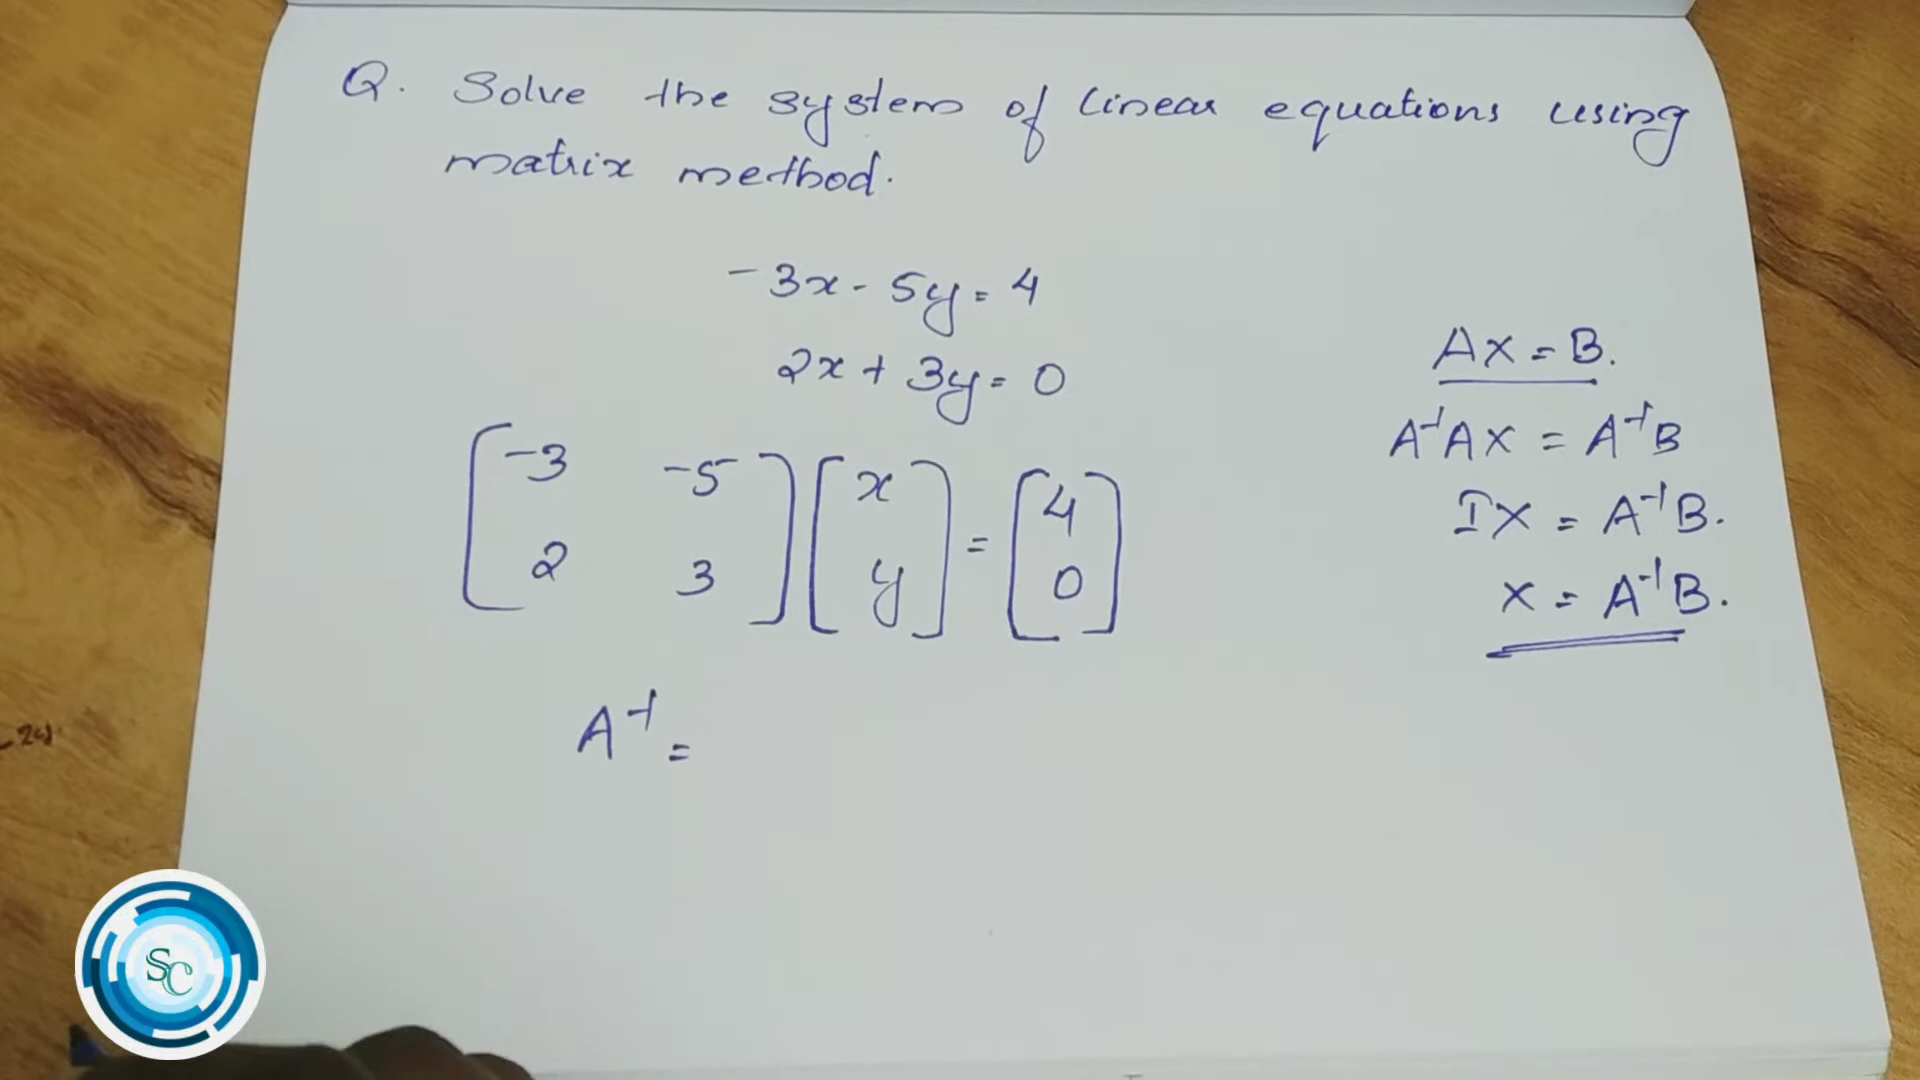 Q. Solve the system of linear equations using
matrix method.
-3x - 5y = 4
2x + 3y = 0
[-3 -5] [x] = [4]
[2 3] [y] [0]
A⁻¹ =
AX = B.
A⁻¹AX = A⁻¹B
IX = A⁻¹B.
X = A⁻¹B.
SC